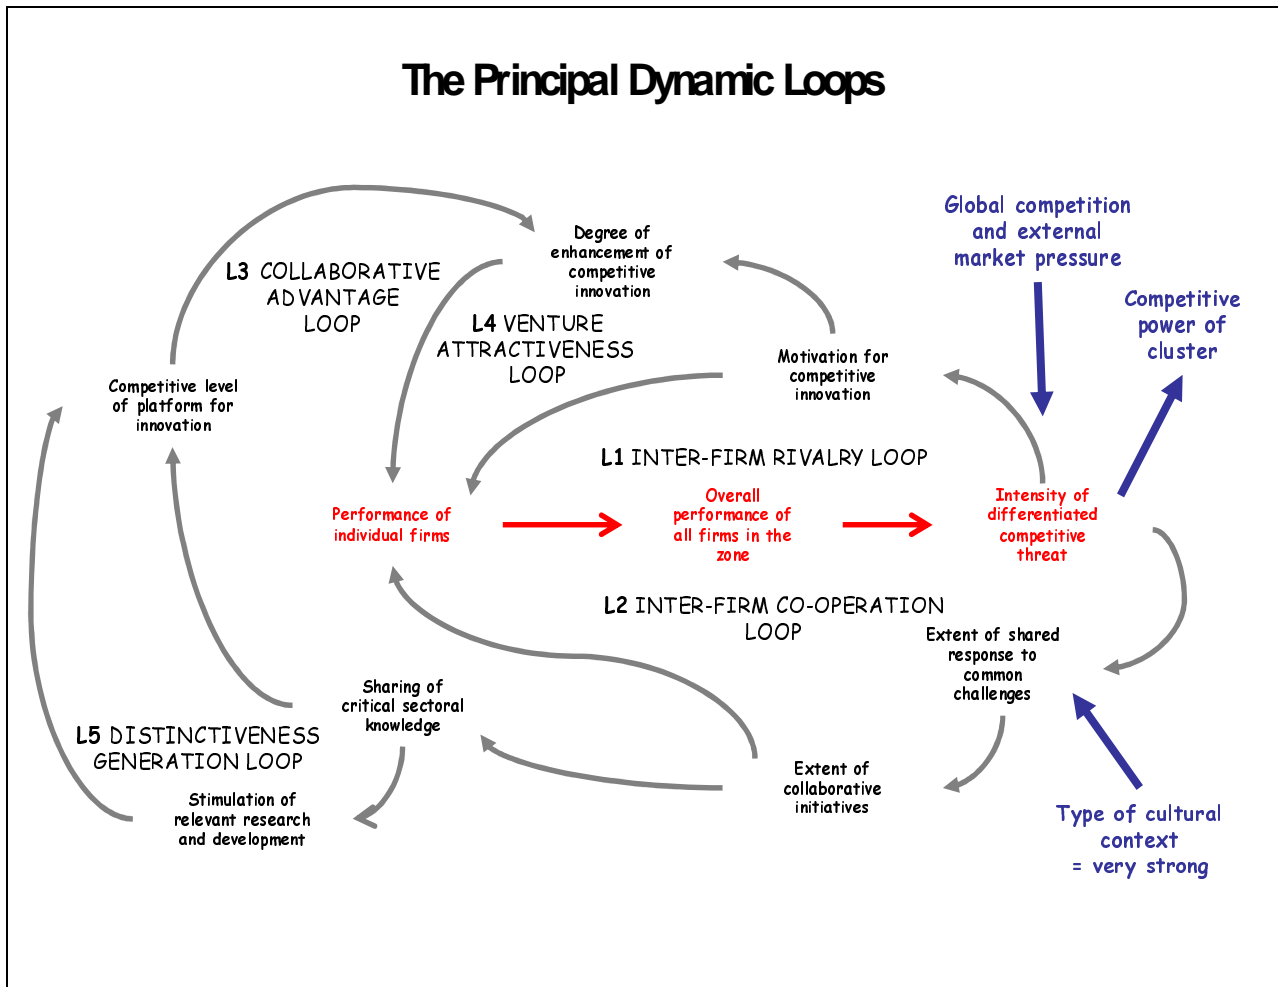 The Principal Dynamic Loops
Global competition
and external
market pressure
Degree of
enhancement of
competitive
innovation
L3 COLLABORATIVE
ADVANTAGE
LOOP
Competitive
power of
cluster
L4 VENTURE
ATTRACTIVENESS
LOOP
Motivation for
competitive
innovation
Competitive level
of platform for
innovation
L1 INTER-FIRM RIVALRY LOOP
Performance of
individual firms
Overall
performance of
all firms in the
zone
Intensity of
differentiated
competitive
threat
L2 INTER-FIRM CO-OPERATION
LOOP
Extent of shared
response to
common
challenges
Sharing of
critical sectoral
knowledge
L5 DISTINCTIVENESS
GENERATION LOOP
Extent of
collaborative
initiatives
Stimulation of
relevant research
and development
Type of cultural
context
= very strong